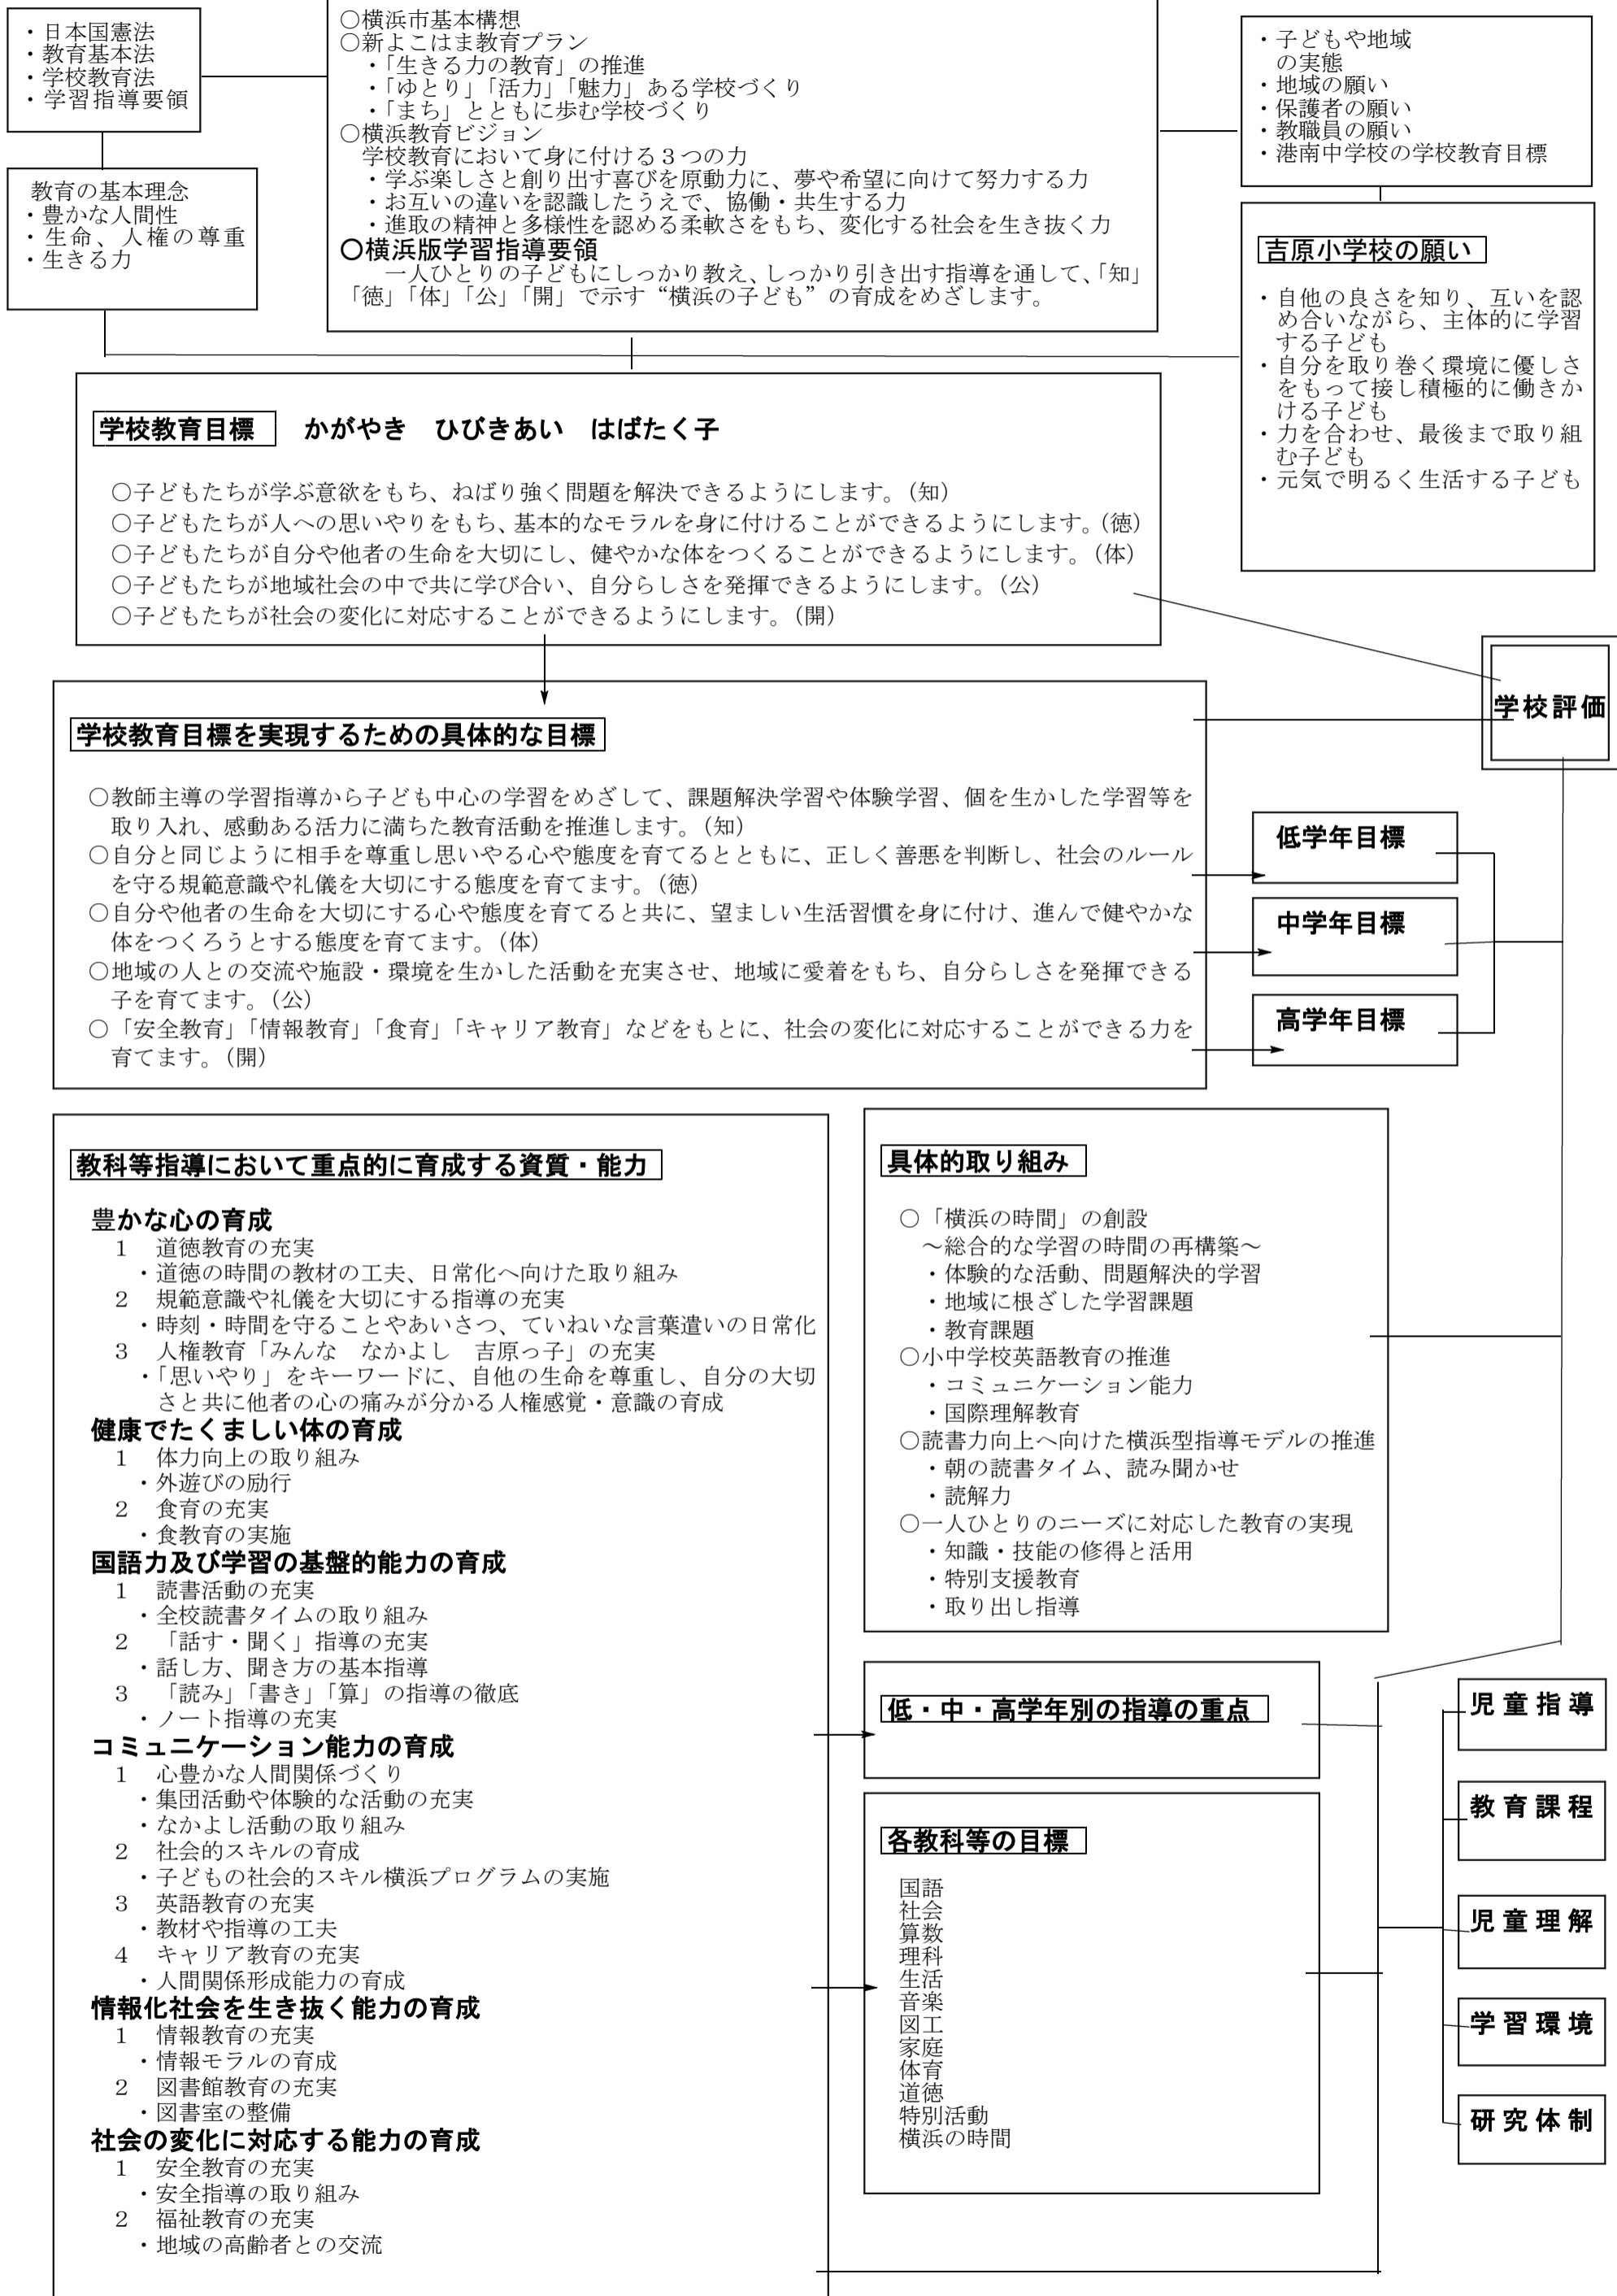 ・日本国憲法
・教育基本法
・学校教育法
・学習指導要領
教育の基本理念
・豊かな人間性
・生命、人権の尊重
・生きる力
○横浜市基本構想
○新よこはま教育プラン
・「生きる力の教育」の推進
・「ゆとり」「活力」「魅力」ある学校づくり
・「まち」とともに歩む学校づくり
○横浜教育ビジョン
学校教育において身に付ける３つの力
・学ぶ楽しさと創り出す喜びを原動力に、夢や希望に向けて努力する力
・お互いの違いを認識したうえで、協働・共生する力
・進取の精神と多様性を認める柔軟さをもち、変化する社会を生き抜く力
○横浜版学習指導要領
一人ひとりの子どもにしっかり教え、しっかり引き出す指導を通して、「知」
「徳」「体」「公」「開」で示す“横浜の子ども”の育成をめざします。
・子どもや地域
の実態
・地域の願い
・保護者の願い
・教職員の願い
・港南中学校の学校教育目標
吉原小学校の願い
・自他の良さを知り、互いを認
め合いながら、主体的に学習
する子ども
・自分を取り巻く環境に優しさ
をもって接し積極的に働きか
ける子ども
・力を合わせ、最後まで取り組
む子ども
・元気で明るく生活する子ども
学校教育目標　かがやき　ひびきあい　はばたく子
○子どもたちが学ぶ意欲をもち、ねばり強く問題を解決できるようにします。（知）
○子どもたちが人への思いやりをもち、基本的なモラルを身に付けることができるようにします。（徳）
○子どもたちが自分や他者の生命を大切にし、健やかな体をつくることができるようにします。（体）
○子どもたちが地域社会の中で共に学び合い、自分らしさを発揮できるようにします。（公）
○子どもたちが社会の変化に対応することができるようにします。（開）
学校評価
学校教育目標を実現するための具体的な目標
○教師主導の学習指導から子ども中心の学習をめざして、課題解決学習や体験学習、個を生かした学習等を
取り入れ、感動ある活力に満ちた教育活動を推進します。（知）
○自分と同じように相手を尊重し思いやる心や態度を育てるとともに、正しく善悪を判断し、社会のルール
を守る規範意識や礼儀を大切にする態度を育てます。（徳）
○自分や他者の生命を大切にする心や態度を育てると共に、望ましい生活習慣を身に付け、進んで健やかな
体をつくろうとする態度を育てます。（体）
○地域の人との交流や施設・環境を生かした活動を充実させ、地域に愛着をもち、自分らしさを発揮できる
子を育てます。（公）
○「安全教育」「情報教育」「食育」「キャリア教育」などをもとに、社会の変化に対応することができる力を
育てます。（開）
低学年目標
中学年目標
高学年目標
教科等指導において重点的に育成する資質・能力
豊かな心の育成
１　道徳教育の充実
・道徳の時間の教材の工夫、日常化へ向けた取り組み
２　規範意識や礼儀を大切にする指導の充実
・時刻・時間を守ることやあいさつ、ていねいな言葉遣いの日常化
３　人権教育「みんな　なかよし　吉原っ子」の充実
・「思いやり」をキーワードに、自他の生命を尊重し、自分の大切
さと共に他者の心の痛みが分かる人権感覚・意識の育成
健康でたくましい体の育成
１　体力向上の取り組み
・外遊びの励行
２　食育の充実
・食教育の実施
国語力及び学習の基盤的能力の育成
１　読書活動の充実
・全校読書タイムの取り組み
２　「話す・聞く」指導の充実
・話し方、聞き方の基本指導
３　「読み」「書き」「算」の指導の徹底
・ノート指導の充実
コミュニケーション能力の育成
１　心豊かな人間関係づくり
・集団活動や体験的な活動の充実
・なかよし活動の取り組み
２　社会的スキルの育成
・子どもの社会的スキル横浜プログラムの実施
３　英語教育の充実
・教材や指導の工夫
４　キャリア教育の充実
・人間関係形成能力の育成
情報化社会を生き抜く能力の育成
１　情報教育の充実
・情報モラルの育成
２　図書館教育の充実
・図書室の整備
社会の変化に対応する能力の育成
１　安全教育の充実
・安全指導の取り組み
２　福祉教育の充実
・地域の高齢者との交流
具体的取り組み
○「横浜の時間」の創設
～総合的な学習の時間の再構築～
・体験的な活動、問題解決的学習
・地域に根ざした学習課題
・教育課題
○小中学校英語教育の推進
・コミュニケーション能力
・国際理解教育
○読書力向上へ向けた横浜型指導モデルの推進
・朝の読書タイム、読み聞かせ
・読解力
○一人ひとりのニーズに対応した教育の実現
・知識・技能の修得と活用
・特別支援教育
・取り出し指導
低・中・高学年別の指導の重点
各教科等の目標
国語
社会
算数
理科
生活
音楽
図工
家庭
体育
道徳
特別活動
横浜の時間
児童指導
教育課程
児童理解
学習環境
研究体制